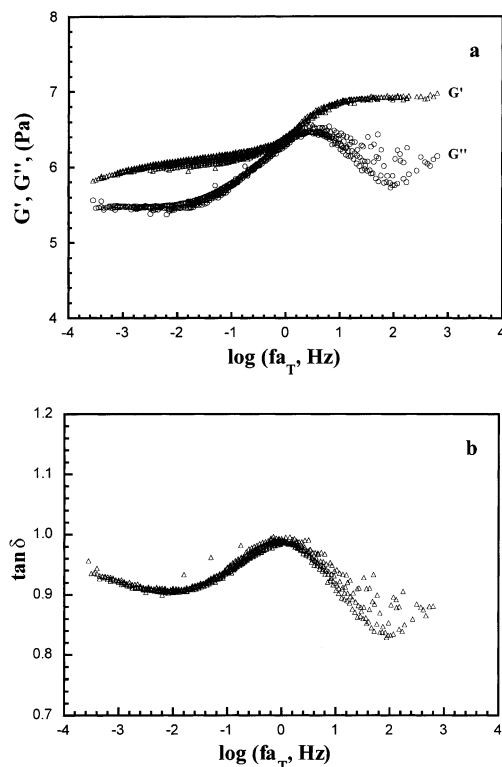 8
a
7
G'
G', G'', (Pa)
6
G''
5
4
-4 -3 -2 -1 0 1 2 3 4
log (fa_T, Hz)
1.2
b
1.1
1.0
tan δ
0.9
0.8
0.7
-4 -3 -2 -1 0 1 2 3 4
log (fa_T, Hz)